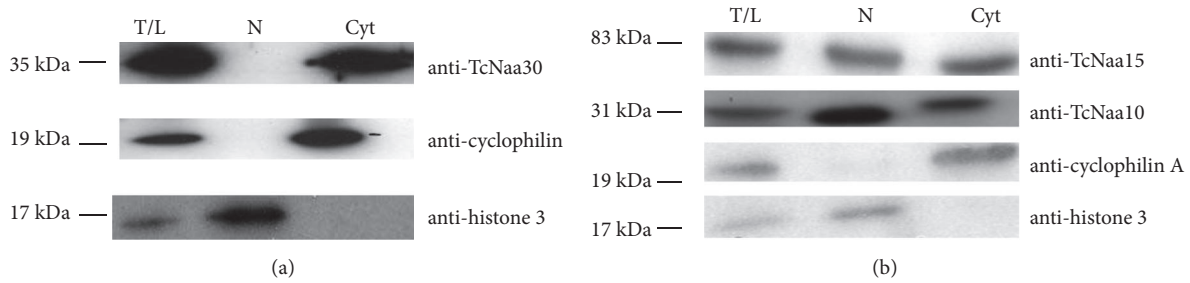 T/L N Cyt
35 kDa anti-TcNaa30
19 kDa anti-cyclophilin
17 kDa anti-histone 3
(a)
T/L N Cyt
83 kDa anti-TcNaa15
31 kDa anti-TcNaa10
anti-cyclophilin A
19 kDa
anti-histone 3
17 kDa
(b)